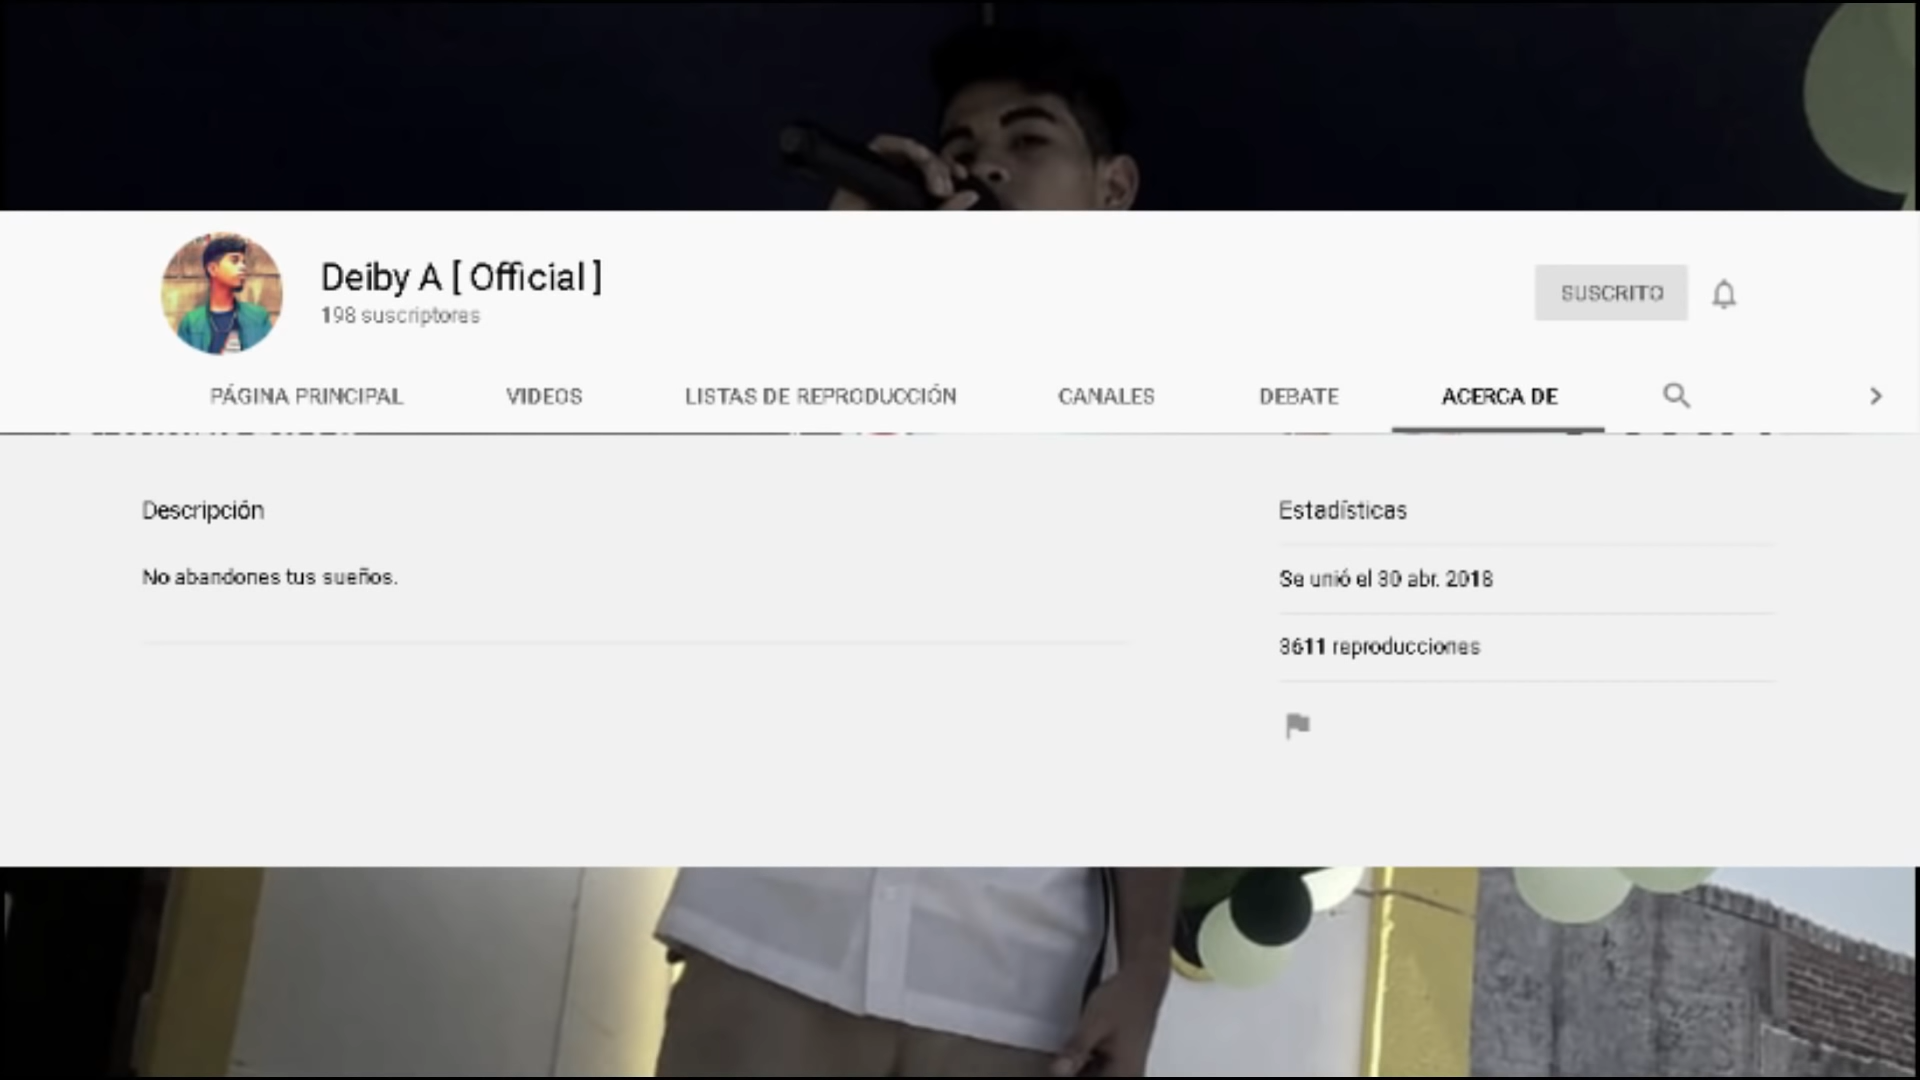 Deiby A [ Official ]
198 suscriptores
SUSCRITO
PÁGINA PRINCIPAL VIDEOS LISTAS DE REPRODUCCIÓN CANALES DEBATE ACERCA DE
Descripción
No abandones tus sueños.
Estadísticas
Se unió el 30 abr. 2018
3611 reproducciones